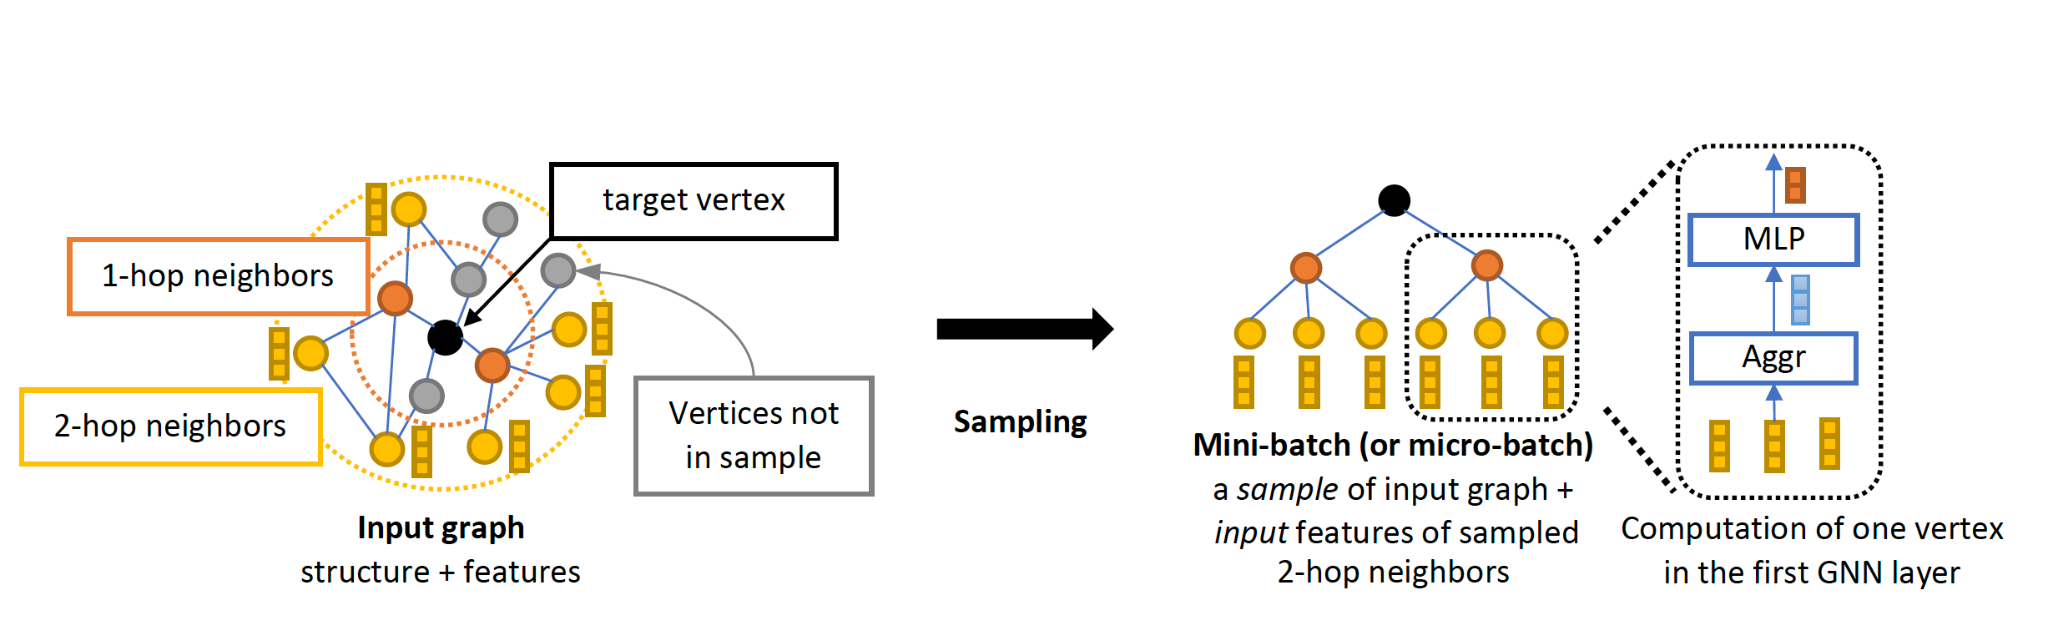 target vertex
1-hop neighbors
2-hop neighbors
Vertices not
in sample
Input graph
structure + features
Sampling
Mini-batch (or micro-batch)
a sample of input graph +
input features of sampled
2-hop neighbors
MLP
Aggr
Computation of one vertex
in the first GNN layer